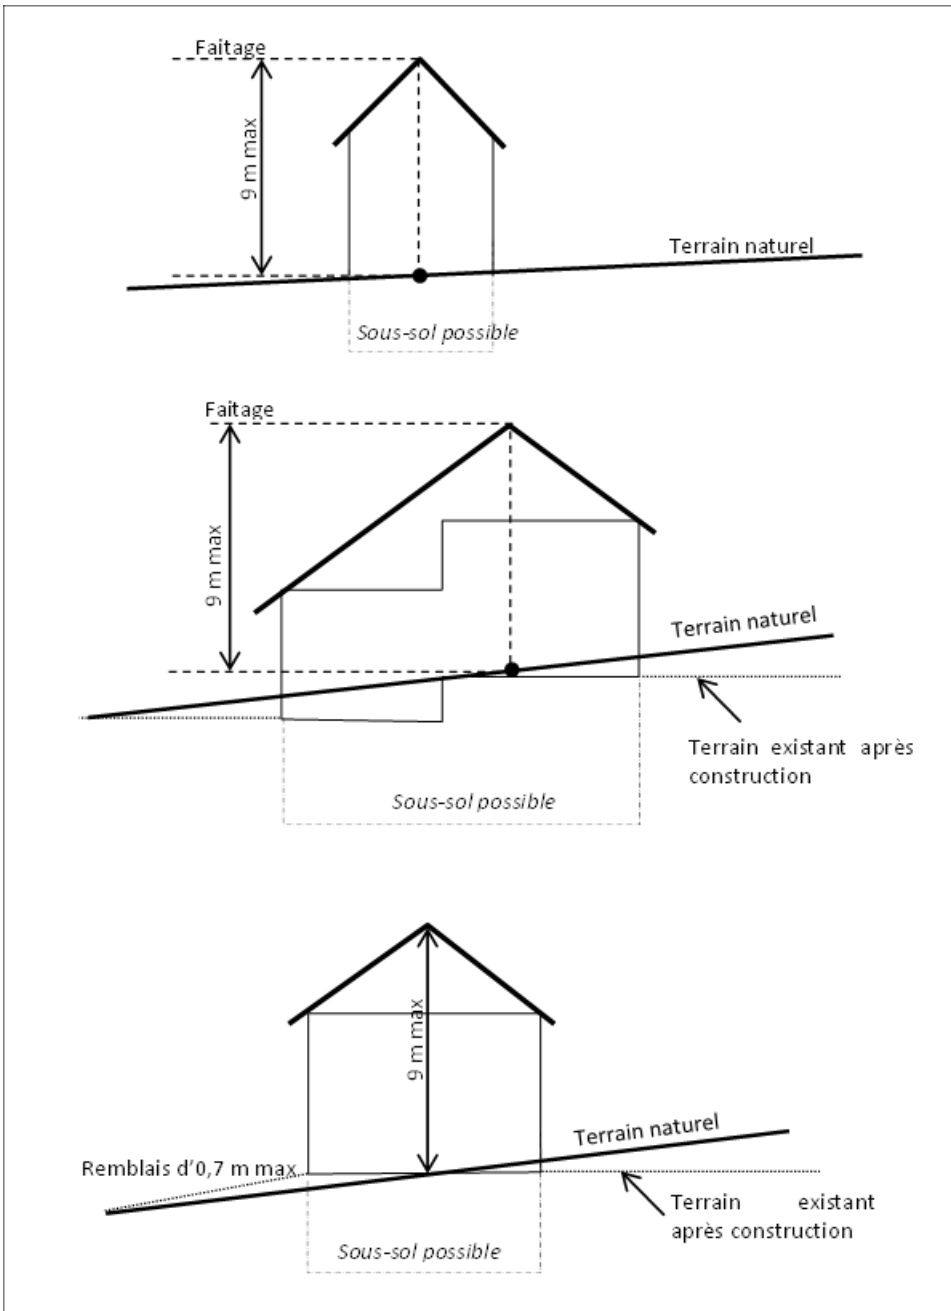 Faitage
9 m max
Terrain naturel
Sous-sol possible
Faitage
9 m max
Terrain naturel
Terrain existant après
construction
Sous-sol possible
9 m max
Terrain naturel
Remblais d'0,7 m max
Terrain existant
après construction
Sous-sol possible